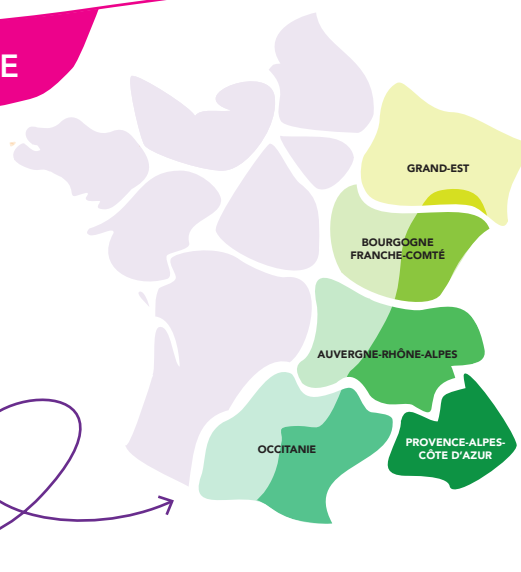 E
GRAND-EST
BOURGOGNE
FRANCHE-COMTÉ
AUVERGNE-RHÔNE-ALPES
OCCITANIE
PROVENCE-ALPES-
CÔTE D'AZUR